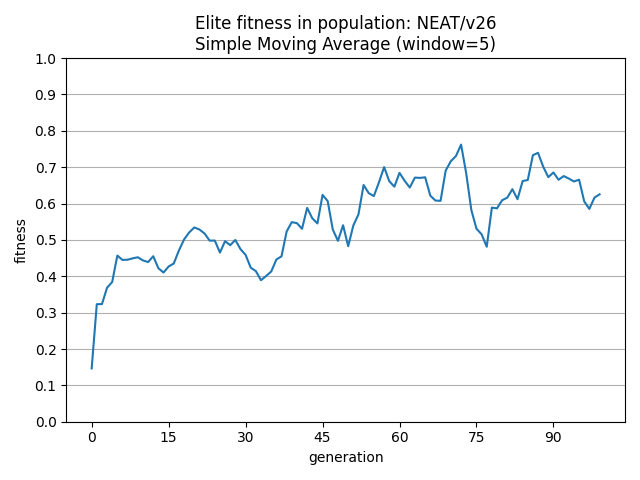 Elite fitness in population: NEAT/v26
Simple Moving Average (window=5)
1.0
0.9
0.8
0.7
0.6
0.5
0.4
0.3
0.2
0.1
0.0
fitness
0 15 30 45 60 75 90
generation